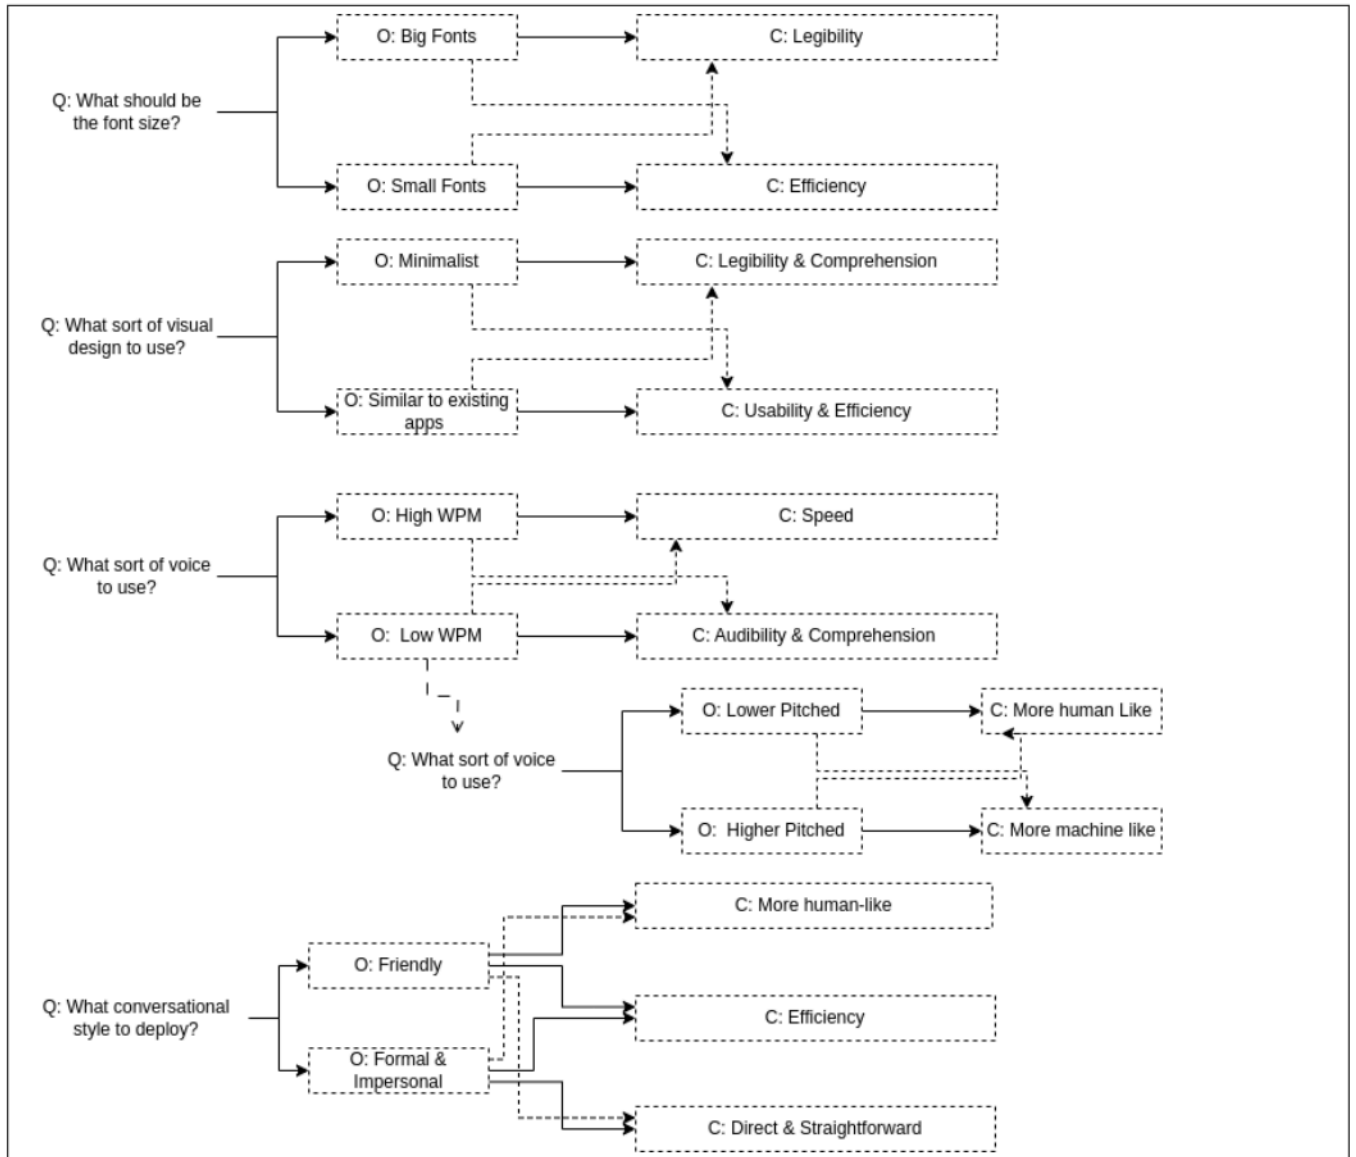 Q: What should be
the font size?
O: Big Fonts
C: Legibility
O: Small Fonts
C: Efficiency
Q: What sort of visual
design to use?
O: Minimalist
C: Legibility & Comprehension
O: Similar to existing
apps
C: Usability & Efficiency
Q: What sort of voice
to use?
O: High WPM
C: Speed
O: Low WPM
C: Audibility & Comprehension
Q: What sort of voice
to use?
O: Lower Pitched
C: More human Like
O: Higher Pitched
C: More machine like
Q: What conversational
style to deploy?
O: Friendly
C: More human-like
C: Efficiency
O: Formal &
Impersonal
C: Direct & Straightforward